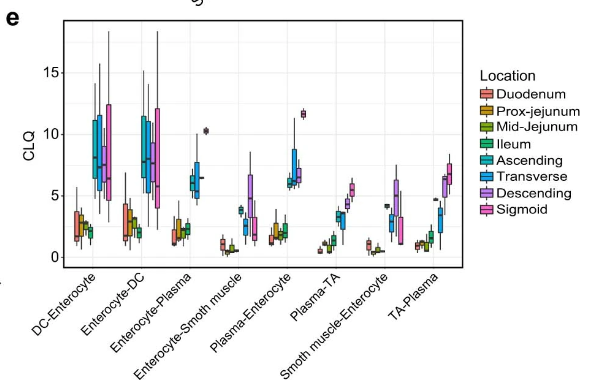 e
CLQ
15
10
5
0
DC-Enterocyte
Enterocyte-DC
Enterocyte-Plasma
Enterocyte-Smoth muscle
Plasma-Enterocyte
Plasma-TA
Smoth muscle-Enterocyte
TA-Plasma
Location
Duodenum
Prox-jejunum
Mid-Jejunum
Ileum
Ascending
Transverse
Descending
Sigmoid